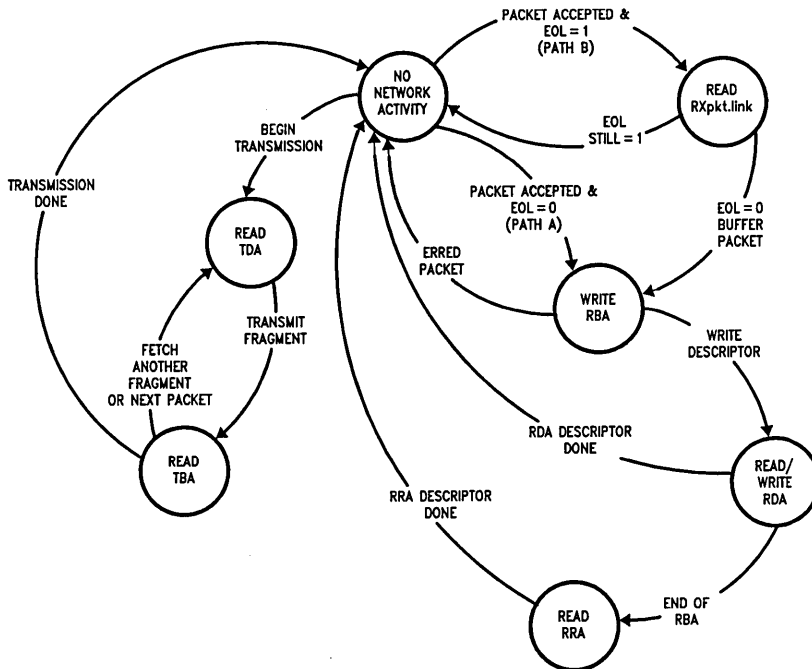 PACKET ACCEPTED &
EOL = 1
(PATH B)
NO
NETWORK
ACTIVITY
READ
RXpkt.link
EOL
STILL = 1
BEGIN
TRANSMISSION
TRANSMISSION
DONE
PACKET ACCEPTED &
EOL = 0
(PATH A)
EOL = 0
BUFFER
PACKET
READ
TDA
ERRED
PACKET
WRITE
RBA
TRANSMIT
FRAGMENT
WRITE
DESCRIPTOR
FETCH
ANOTHER
FRAGMENT
OR NEXT PACKET
RDA DESCRIPTOR
DONE
READ
TBA
READ/
WRITE
RDA
RRA DESCRIPTOR
DONE
END OF
RBA
READ
RRA